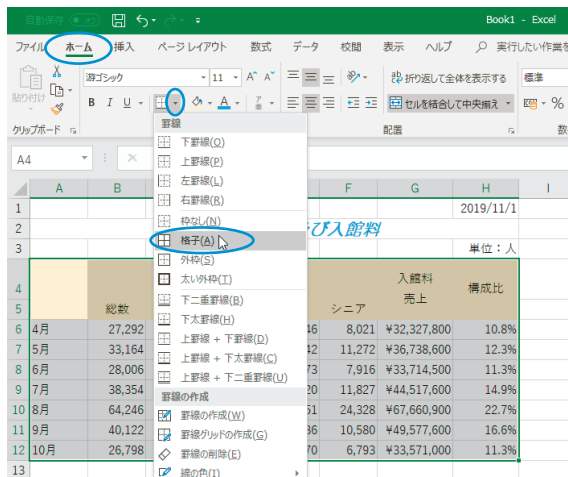 自動保存 オフ Book1 - Excel
ファイル ホーム 挿入 ページ レイアウト 数式 データ 校閲 表示 ヘルプ 実行したい作業を
貼り付け 游ゴシック 11 A^ A˅ ab 折り返して全体を表示する 標準
B I U A セルを結合して中央揃え %
クリップボード 配置 数
A4
罫線
下罫線(O)
上罫線(P)
左罫線(L)
右罫線(R)
枠なし(N)
格子(A)
外枠(S)
太い外枠(T)
下二重罫線(B)
下太罫線(H)
上罫線 + 下罫線(D)
上罫線 + 下太罫線(C)
上罫線 + 下二重罫線(U)
罫線の作成
罫線の作成(W)
罫線グリッドの作成(G)
罫線の削除(E)
線の色(I)
A B F G H I
1 2019/11/1
2 び入館料
3 単位：人
4 入館料 売上 構成比
5 総数 シニア
6 4月 27,292 46 8,021 ¥32,327,800 10.8%
7 5月 33,164 42 11,272 ¥36,738,600 12.3%
8 6月 28,006 73 7,916 ¥33,714,500 11.3%
9 7月 38,354 20 11,827 ¥44,517,600 14.9%
10 8月 64,246 51 24,328 ¥67,660,900 22.7%
11 9月 40,122 36 10,580 ¥49,577,600 16.6%
12 10月 26,798 70 6,793 ¥33,571,000 11.3%
13